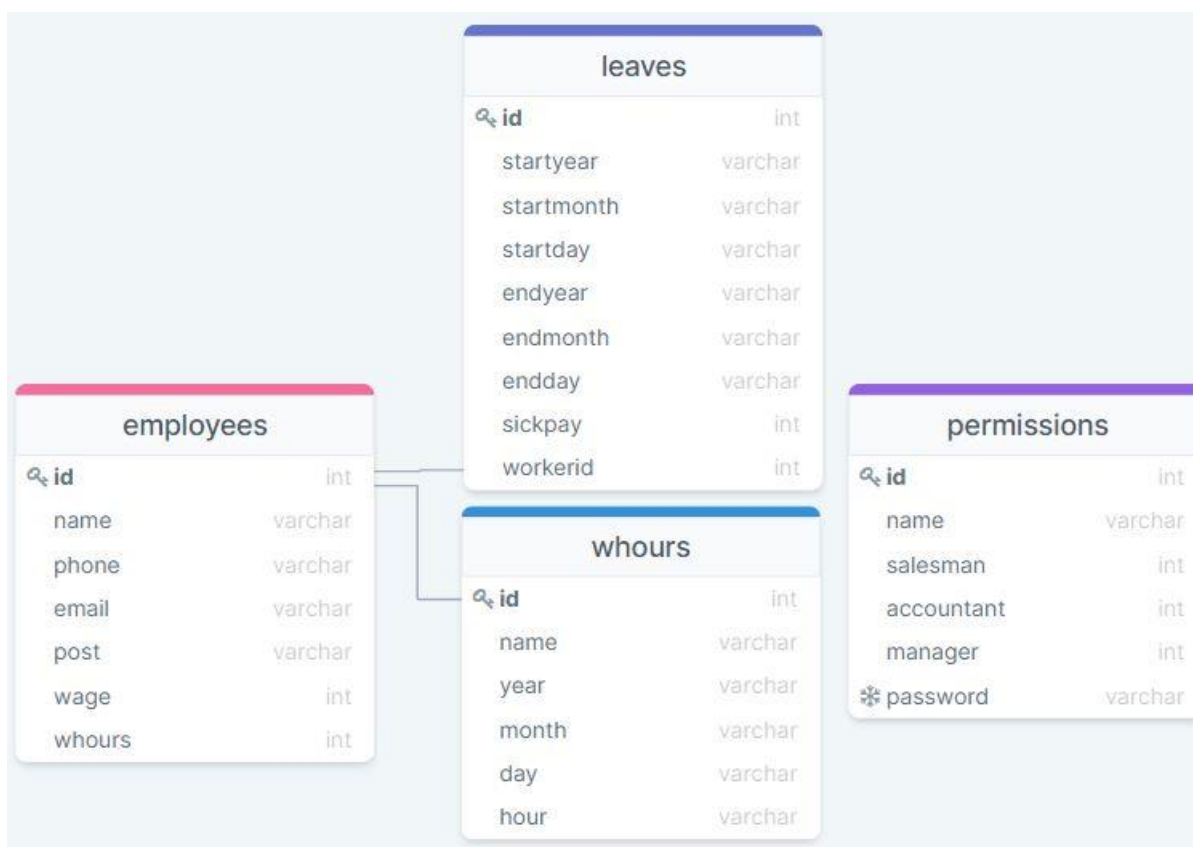 leaves
id int
startyear varchar
startmonth varchar
startday varchar
endyear varchar
endmonth varchar
endday varchar
sickpay int
workerid int
employees
id int
name varchar
phone varchar
email varchar
post varchar
wage int
whours int
whours
id int
name varchar
year varchar
month varchar
day varchar
hour varchar
permissions
id int
name varchar
salesman int
accountant int
manager int
password varchar